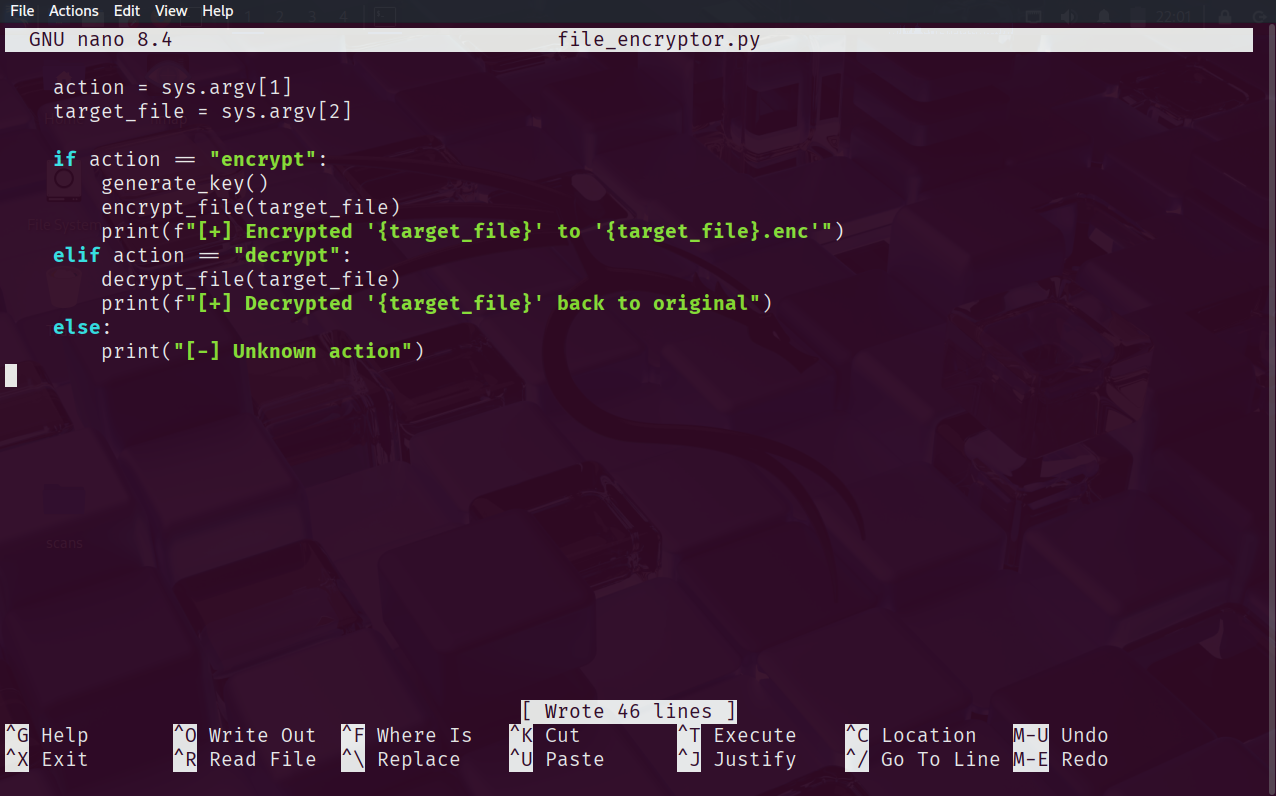 File Actions Edit View Help
GNU nano 8.4 file_encryptor.py
action = sys.argv[1]
target_file = sys.argv[2]
if action == "encrypt":
generate_key()
encrypt_file(target_file)
print(f"[+] Encrypted '{target_file}' to '{target_file}.enc'")
elif action == "decrypt":
decrypt_file(target_file)
print(f"[+] Decrypted '{target_file}' back to original")
else:
print("[-] Unknown action")
scans
[ Wrote 46 lines ]
^G Help ^O Write Out ^F Where Is ^K Cut ^T Execute ^C Location M-U Undo
^X Exit ^R Read File ^\ Replace ^U Paste ^J Justify ^/ Go To Line M-E Redo